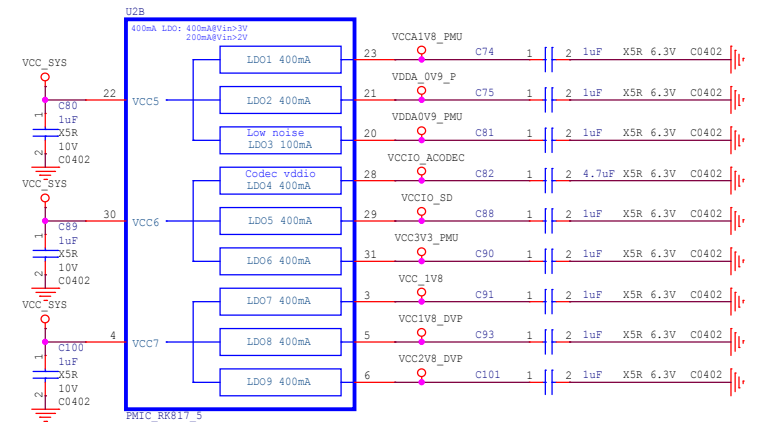 U2B
400mA LDO: 400mA@Vin>3V
200mA@Vin>2V
VCC_SYS
22
VCC5
C80
1uF
X5R
10V
C0402
1
2
LDO1 400mA
23
VCCA1V8_PMU
C74 1 2 1uF X5R 6.3V C0402
LDO2 400mA
21
VDDA_0V9_P
C75 1 2 1uF X5R 6.3V C0402
Low noise
LDO3 100mA
20
VDDA0V9_PMU
C81 1 2 1uF X5R 6.3V C0402
VCC_SYS
30
VCC6
C89
1uF
X5R
10V
C0402
1
2
Codec vddio
LDO4 400mA
28
VCCIO_ACODEC
C82 1 2 4.7uF X5R 6.3V C0402
LDO5 400mA
29
VCCIO_SD
C88 1 2 1uF X5R 6.3V C0402
LDO6 400mA
31
VCC3V3_PMU
C90 1 2 1uF X5R 6.3V C0402
VCC_SYS
4
VCC7
C100
1uF
X5R
10V
C0402
1
2
LDO7 400mA
3
VCC_1V8
C91 1 2 1uF X5R 6.3V C0402
LDO8 400mA
5
VCC1V8_DVP
C93 1 2 1uF X5R 6.3V C0402
LDO9 400mA
6
VCC2V8_DVP
C101 1 2 1uF X5R 6.3V C0402
PMIC_RK817_5